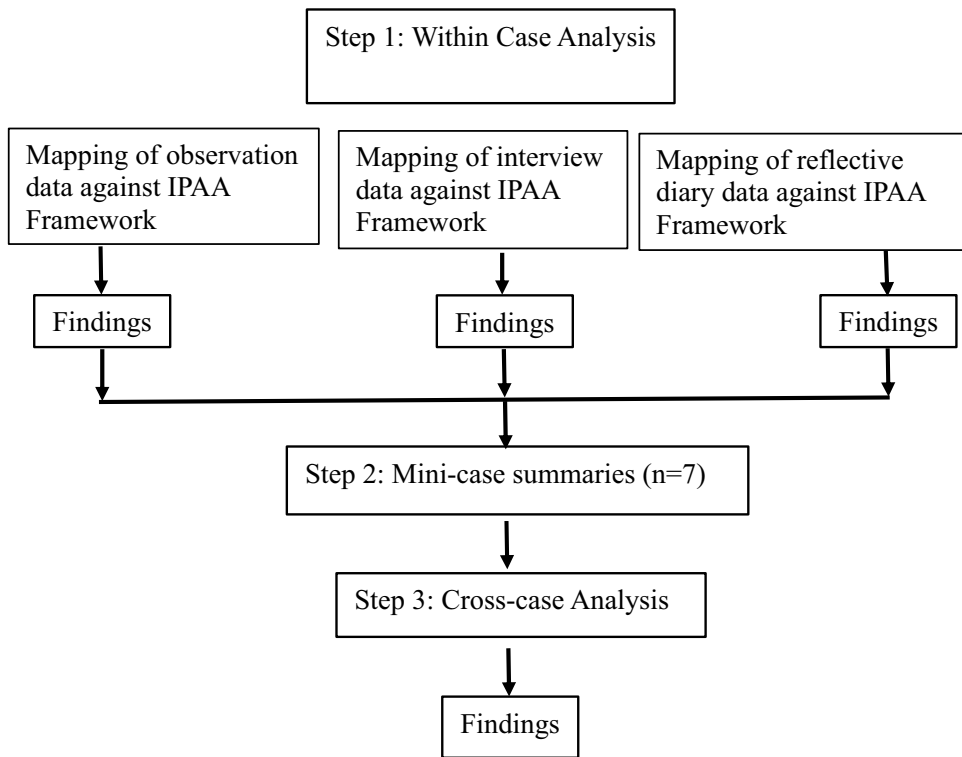 Step 1: Within Case Analysis
Mapping of observation
data against IPAA
Framework
Mapping of interview
data against IPAA
Framework
Mapping of reflective
diary data against IPAA
Framework
Findings
Findings
Findings
Step 2: Mini-case summaries (n=7)
Step 3: Cross-case Analysis
Findings